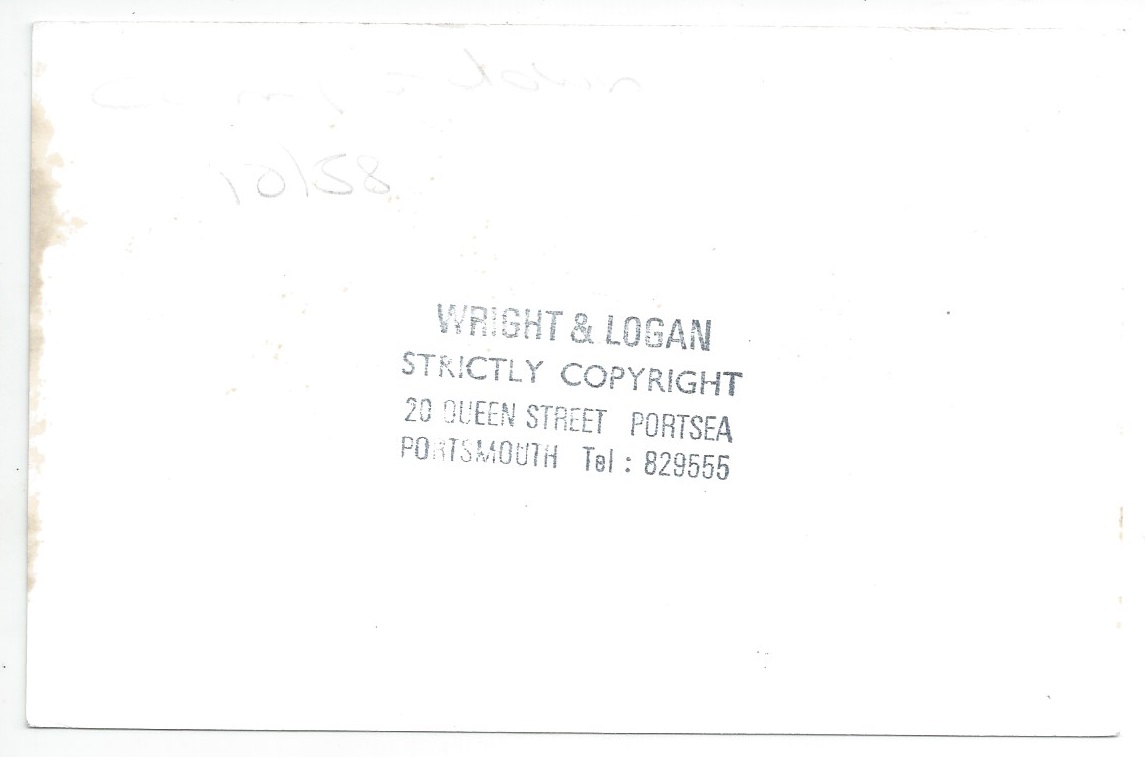 10/58
WRIGHT & LOGAN
STRICTLY COPYRIGHT
20 QUEEN STREET PORTSEA
PORTSMOUTH Tel : 829555